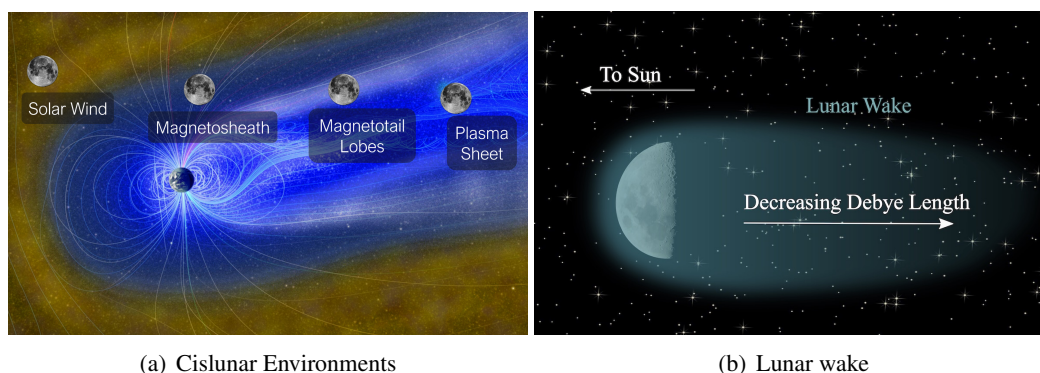 Solar Wind
Magnetosheath
Magnetotail
Lobes
Plasma
Sheet
(a) Cislunar Environments
To Sun
Lunar Wake
Decreasing Debye Length
(b) Lunar wake